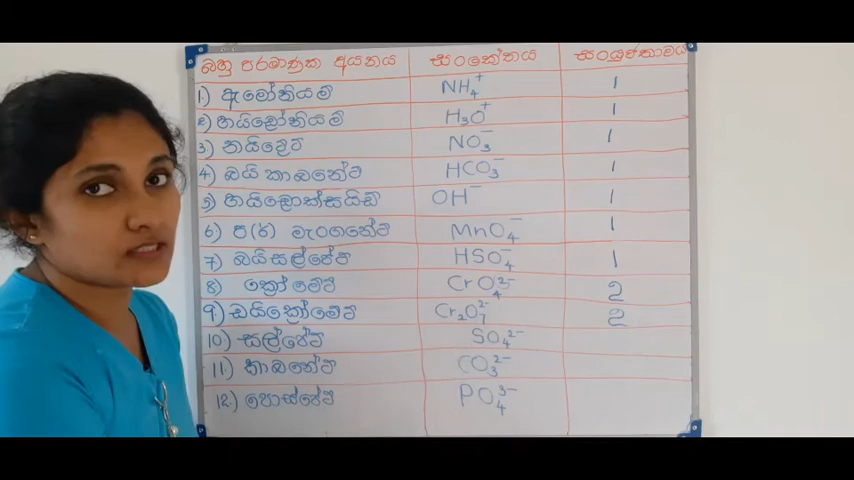 බහු පරමාණුක අයනය සංකේතය සංයුජතාමය
1) ඇමෝනියම් NH₄⁺ 1
2) හයිඩ්‍රෝනියම් H₃O⁺ 1
3) නයිට්‍රේට් NO₃⁻ 1
4) බයි කාබනේට් HCO₃⁻ 1
5) හයිඩ්‍රොක්සයිඩ් OH⁻ 1
6) ප(ර්) මැංගනේට් MnO₄⁻ 1
7) බයිසල්ෆේට් HSO₄⁻ 1
8) ක්‍රෝමේට් CrO₄²⁻ 2
9) ඩයික්‍රෝමේට් Cr₂O₇²⁻ 2
10) සල්ෆේට් SO₄²⁻
11.) කාබනේට් CO₃²⁻
12.) පොස්පේට් PO₄³⁻